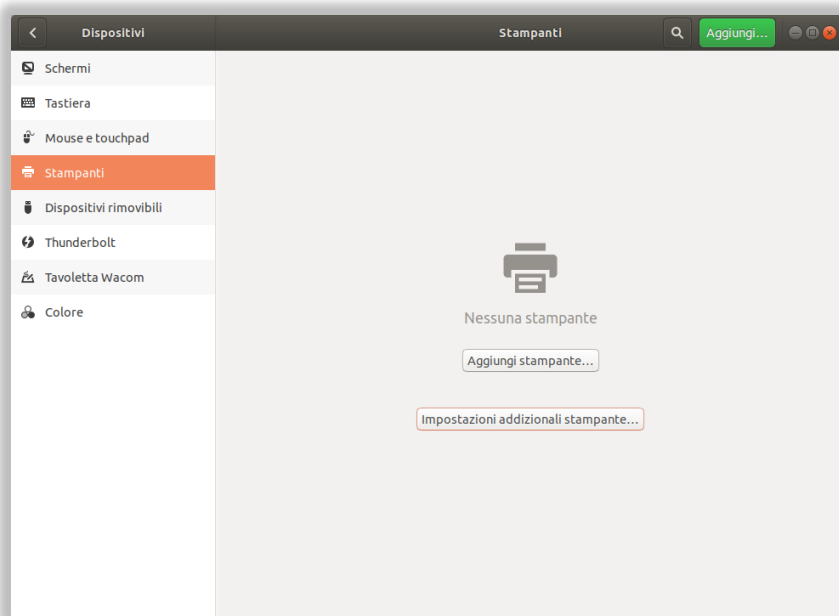 Dispositivi
Stampanti
Aggiungi...
Schermi
Tastiera
Mouse e touchpad
Stampanti
Dispositivi rimovibili
Thunderbolt
Tavoletta Wacom
Colore
Nessuna stampante
Aggiungi stampante...
Impostazioni addizionali stampante...